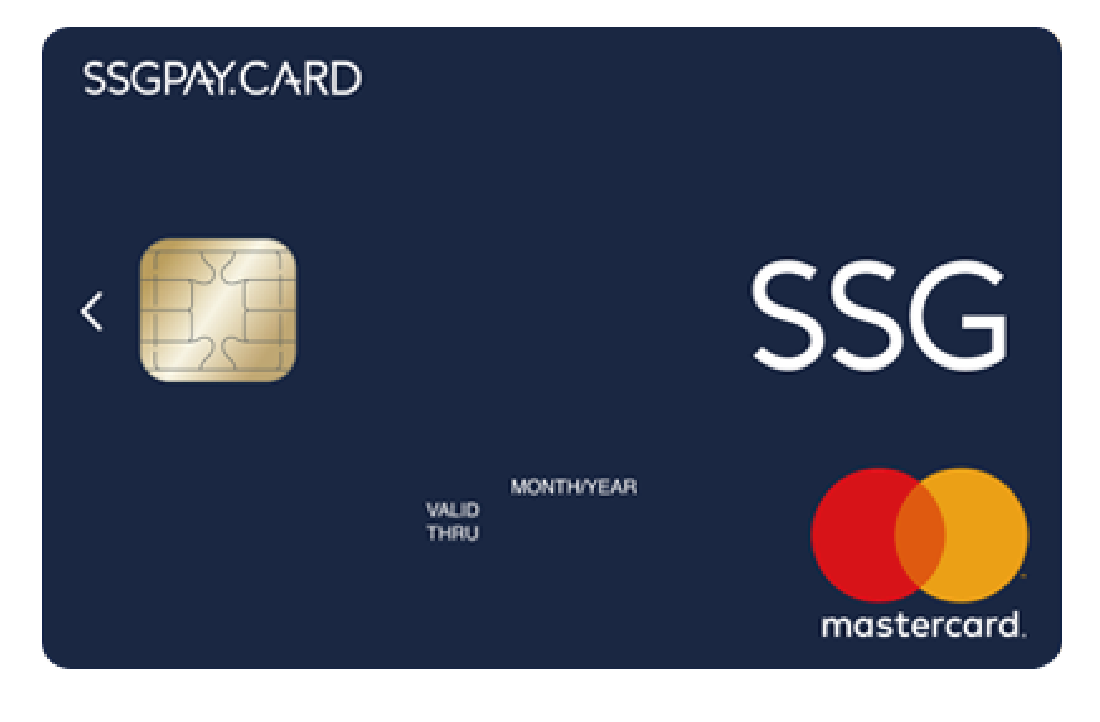 SSGPAY.CARD
SSG
MONTH/YEAR
VALID
THRU
mastercard.